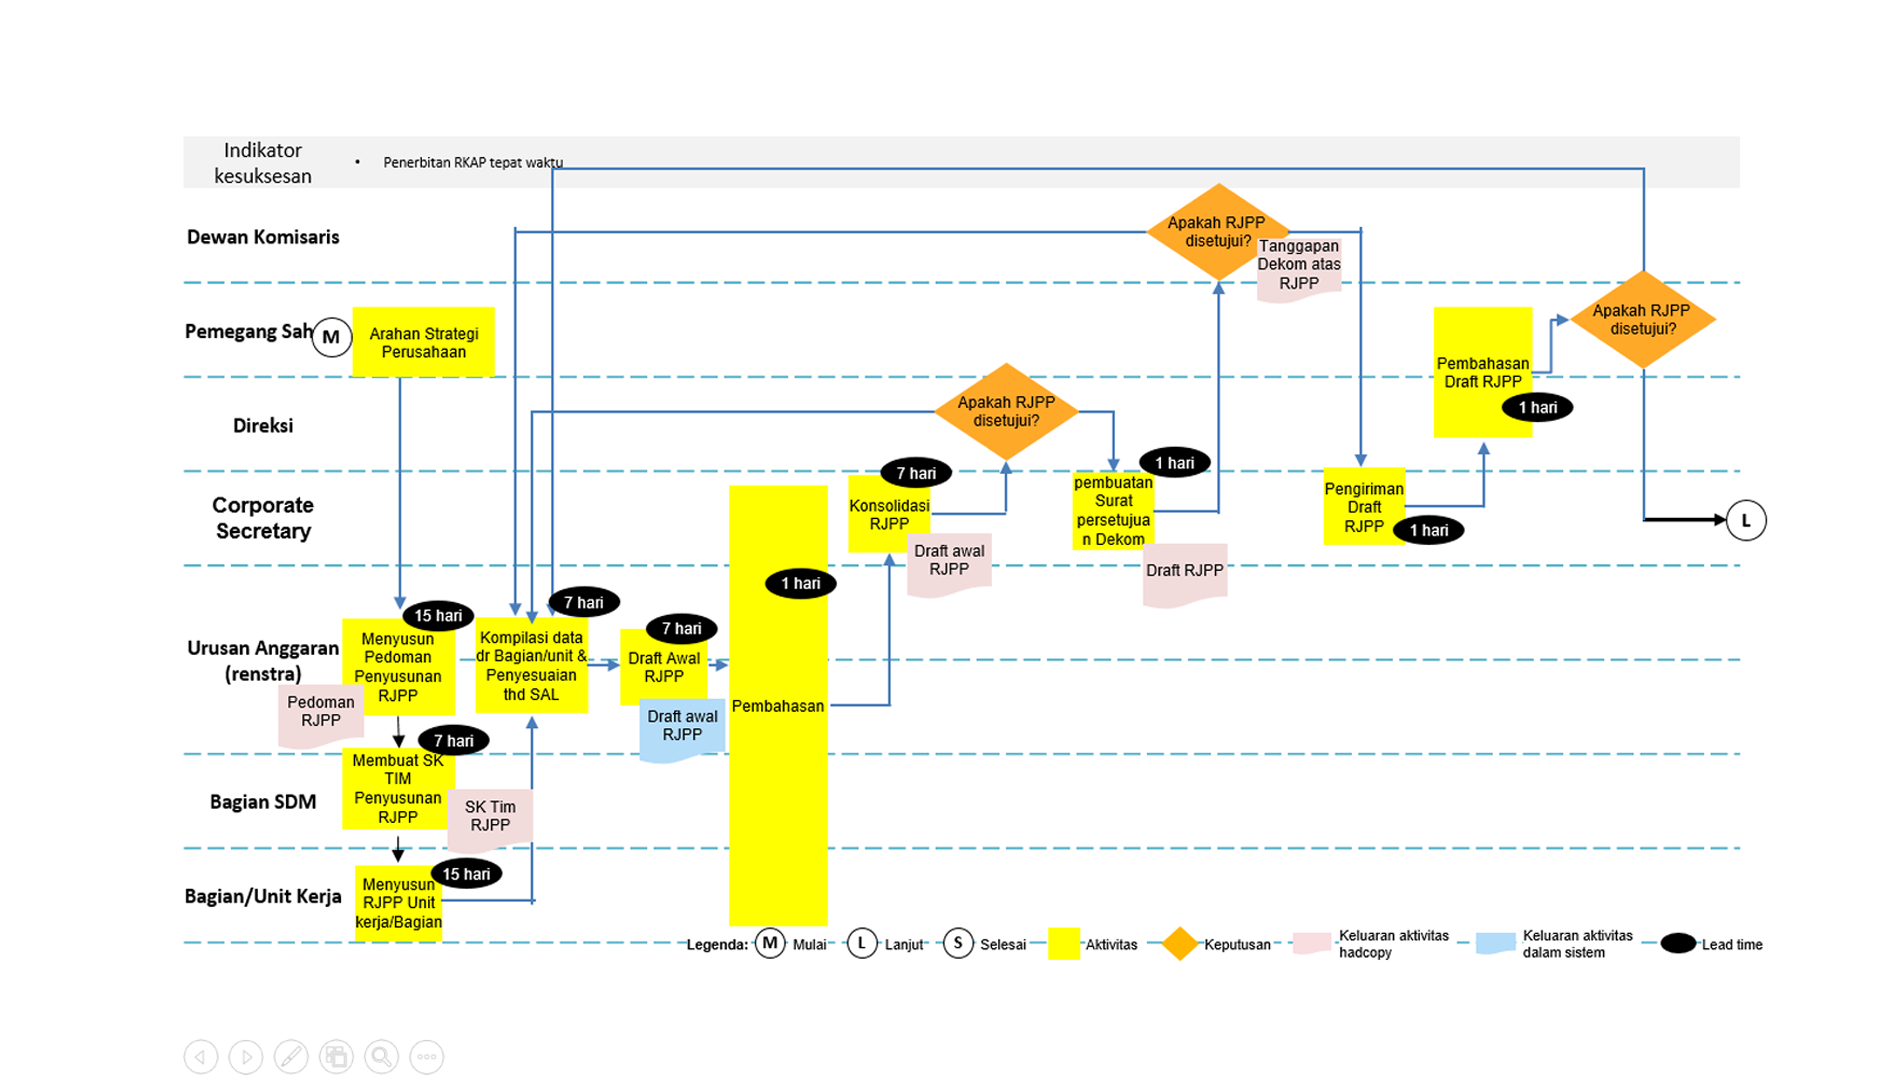 Indikator
kesuksesan
• Penerbitan RKAP tepat waktu
Dewan Komisaris
Apakah RJPP
disetujui?
Tanggapan
Dekom atas
RJPP
Pemegang Sah
M
Arahan Strategi
Perusahaan
Pembahasan
Draft RJPP
1 hari
Apakah RJPP
disetujui?
Direksi
Apakah RJPP
disetujui?
Corporate
Secretary
7 hari
Konsolidasi
RJPP
Draft awal
RJPP
1 hari
pembuatan
Surat
persetujua
n Dekom
Draft RJPP
Pengiriman
Draft
RJPP
1 hari
L
Urusan Anggaran
(renstra)
15 hari
Menyusun
Pedoman
Penyusunan
RJPP
Pedoman
RJPP
7 hari
Kompilasi data
dr Bagian/unit &
Penyesuaian
thd SAL
7 hari
Draft Awal
RJPP
Draft awal
RJPP
1 hari
Pembahasan
Bagian SDM
7 hari
Membuat SK
TIM
Penyusunan
RJPP
SK Tim
RJPP
Bagian/Unit Kerja
15 hari
Menyusun
RJPP Unit
kerja/Bagian
Legenda: M Mulai L Lanjut S Selesai Aktivitas Keputusan
Keluaran aktivitas
hadcopy
Keluaran aktivitas
dalam sistem
Lead time